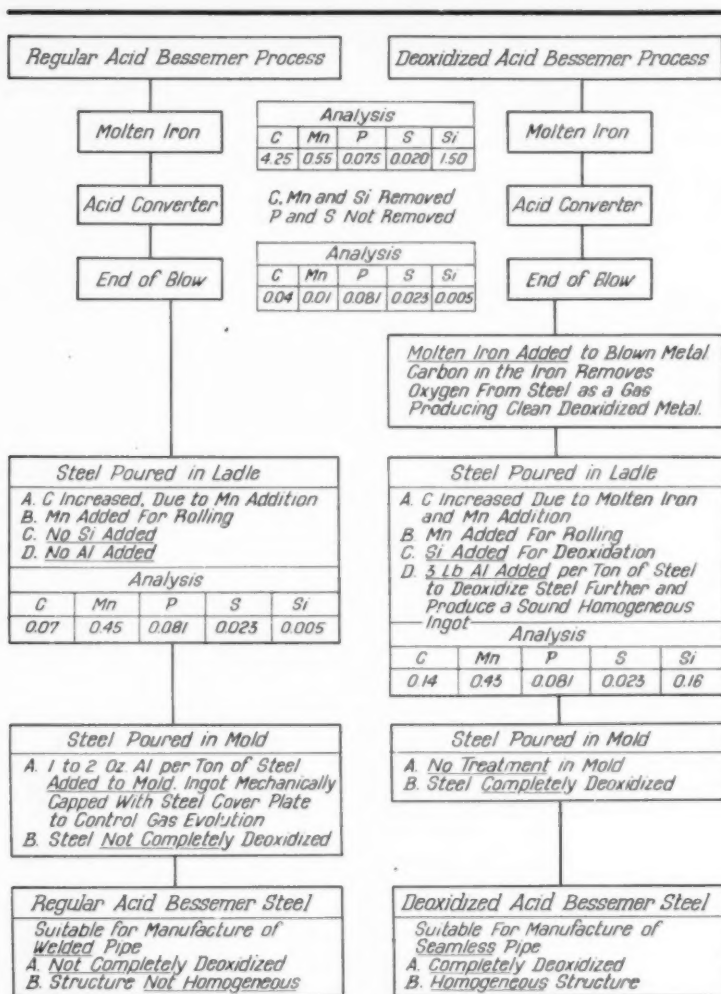 Regular Acid Bessemer Process
Molten Iron
Acid Converter
End of Blow
Analysis
C Mn P S Si
4.25 0.55 0.075 0.020 1.50
C, Mn and Si Removed
P and S Not Removed
Analysis
C Mn P S Si
0.04 0.01 0.081 0.023 0.005
Deoxidized Acid Bessemer Process
Molten Iron
Acid Converter
End of Blow
Molten Iron Added to Blown Metal
Carbon in the Iron Removes
Oxygen From Steel as a Gas
Producing Clean Deoxidized Metal.
Steel Poured in Ladle
A. C Increased, Due to Mn Addition
B. Mn Added For Rolling
C. No Si Added
D. No Al Added
Analysis
C Mn P S Si
0.07 0.45 0.081 0.023 0.005
Steel Poured in Ladle
A. C Increased Due to Molten Iron
and Mn Addition
B. Mn Added For Rolling
C. Si Added For Deoxidation
D. 3 Lb Al Added per Ton of Steel
to Deoxidize Steel Further and
Produce a Sound Homogeneous
Ingot
Analysis
C Mn P S Si
0.14 0.43 0.081 0.023 0.16
Steel Poured in Mold
A. 1 to 2 Oz. Al per Ton of Steel
Added to Mold. Ingot Mechanically
Capped With Steel Cover Plate
to Control Gas Evolution
B. Steel Not Completely Deoxidized
Steel Poured in Mold
A. No Treatment in Mold
B. Steel Completely Deoxidized
Regular Acid Bessemer Steel
Suitable for Manufacture of
Welded Pipe
A. Not Completely Deoxidized
B. Structure Not Homogeneous
Deoxidized Acid Bessemer Steel
Suitable For Manufacture of
Seamless Pipe
A. Completely Deoxidized
B. Homogeneous Structure